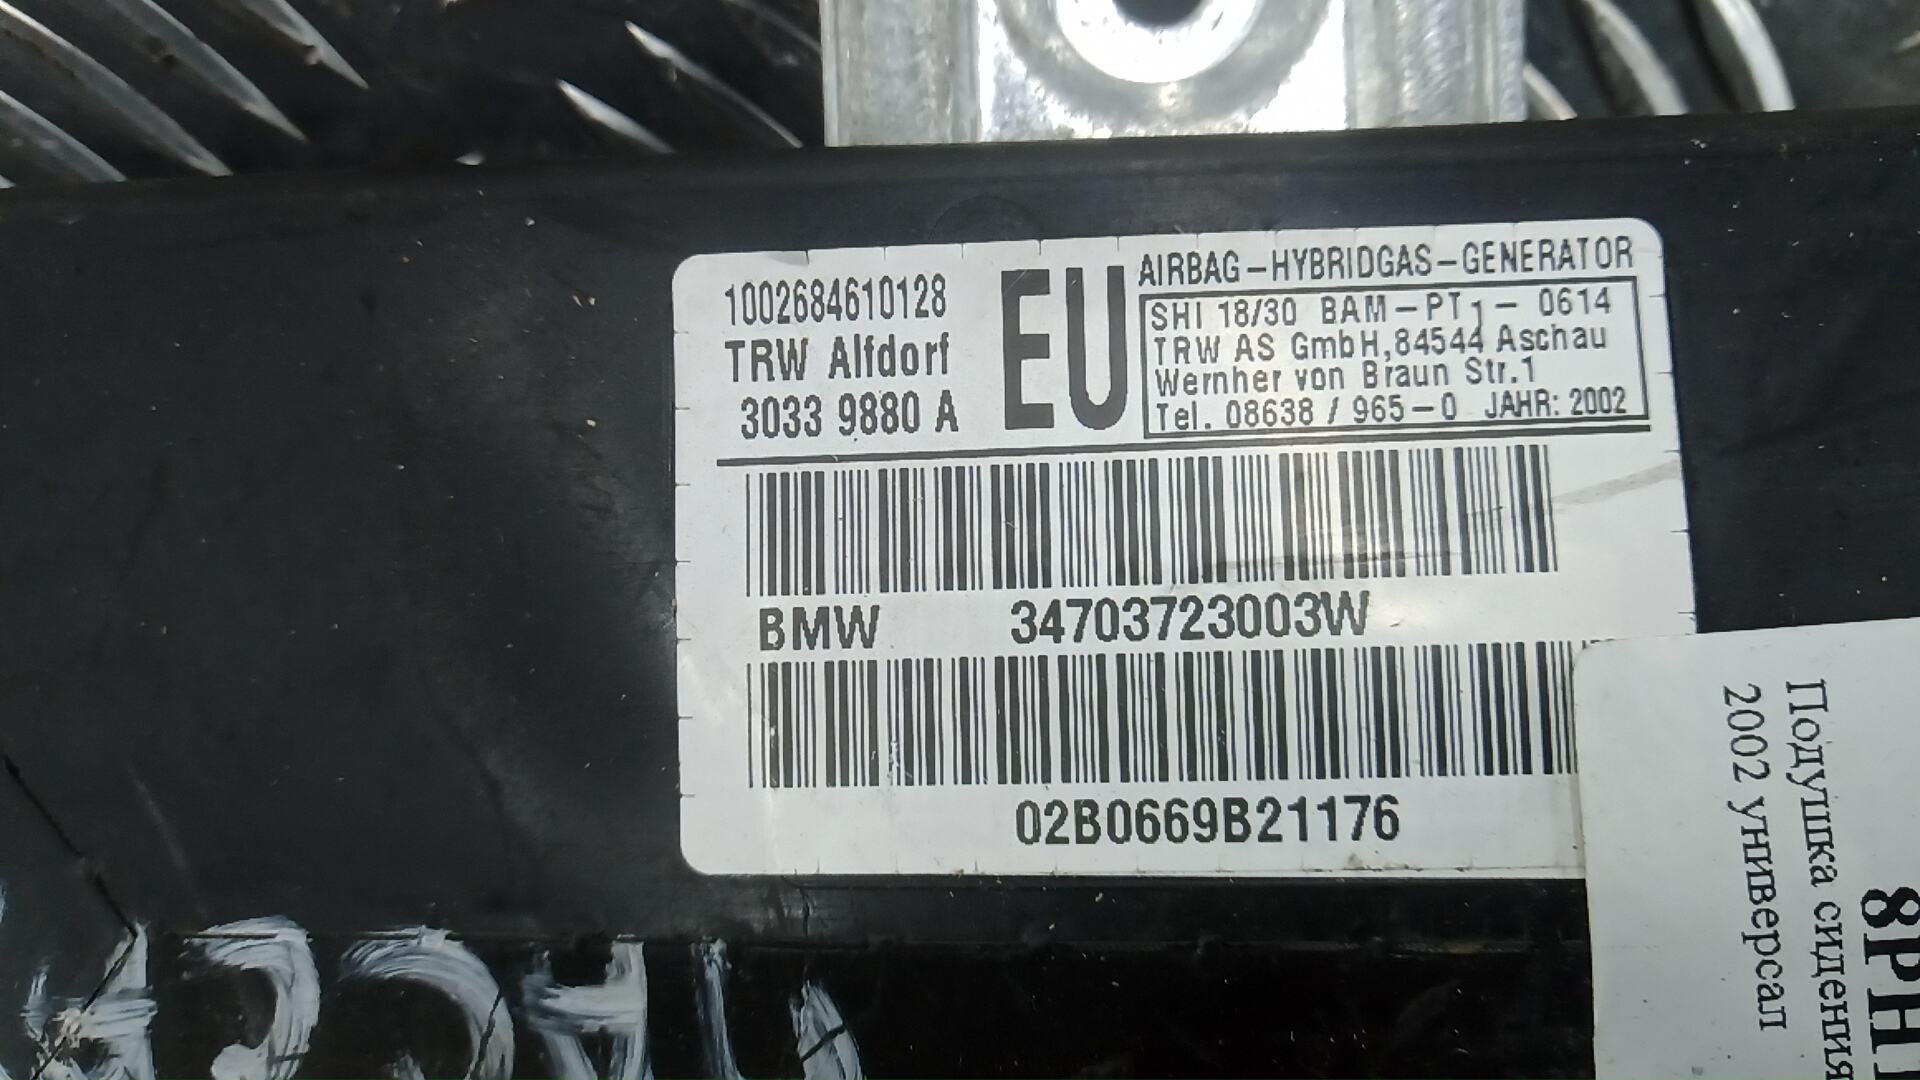 1002684610128
TRW Alfdorf
3033 9880 A
EU
AIRBAG-HYBRIDGAS-GENERATOR
SHI 18/30 BAM-PT1- 0614
TRW AS GmbH,84544 Aschau
Wernher von Braun Str.1
Tel. 08638 / 965-0 JAHR: 2002
BMW 34703723003W
02B0669B21176
8PH
Подушка сидения
2002 универсал